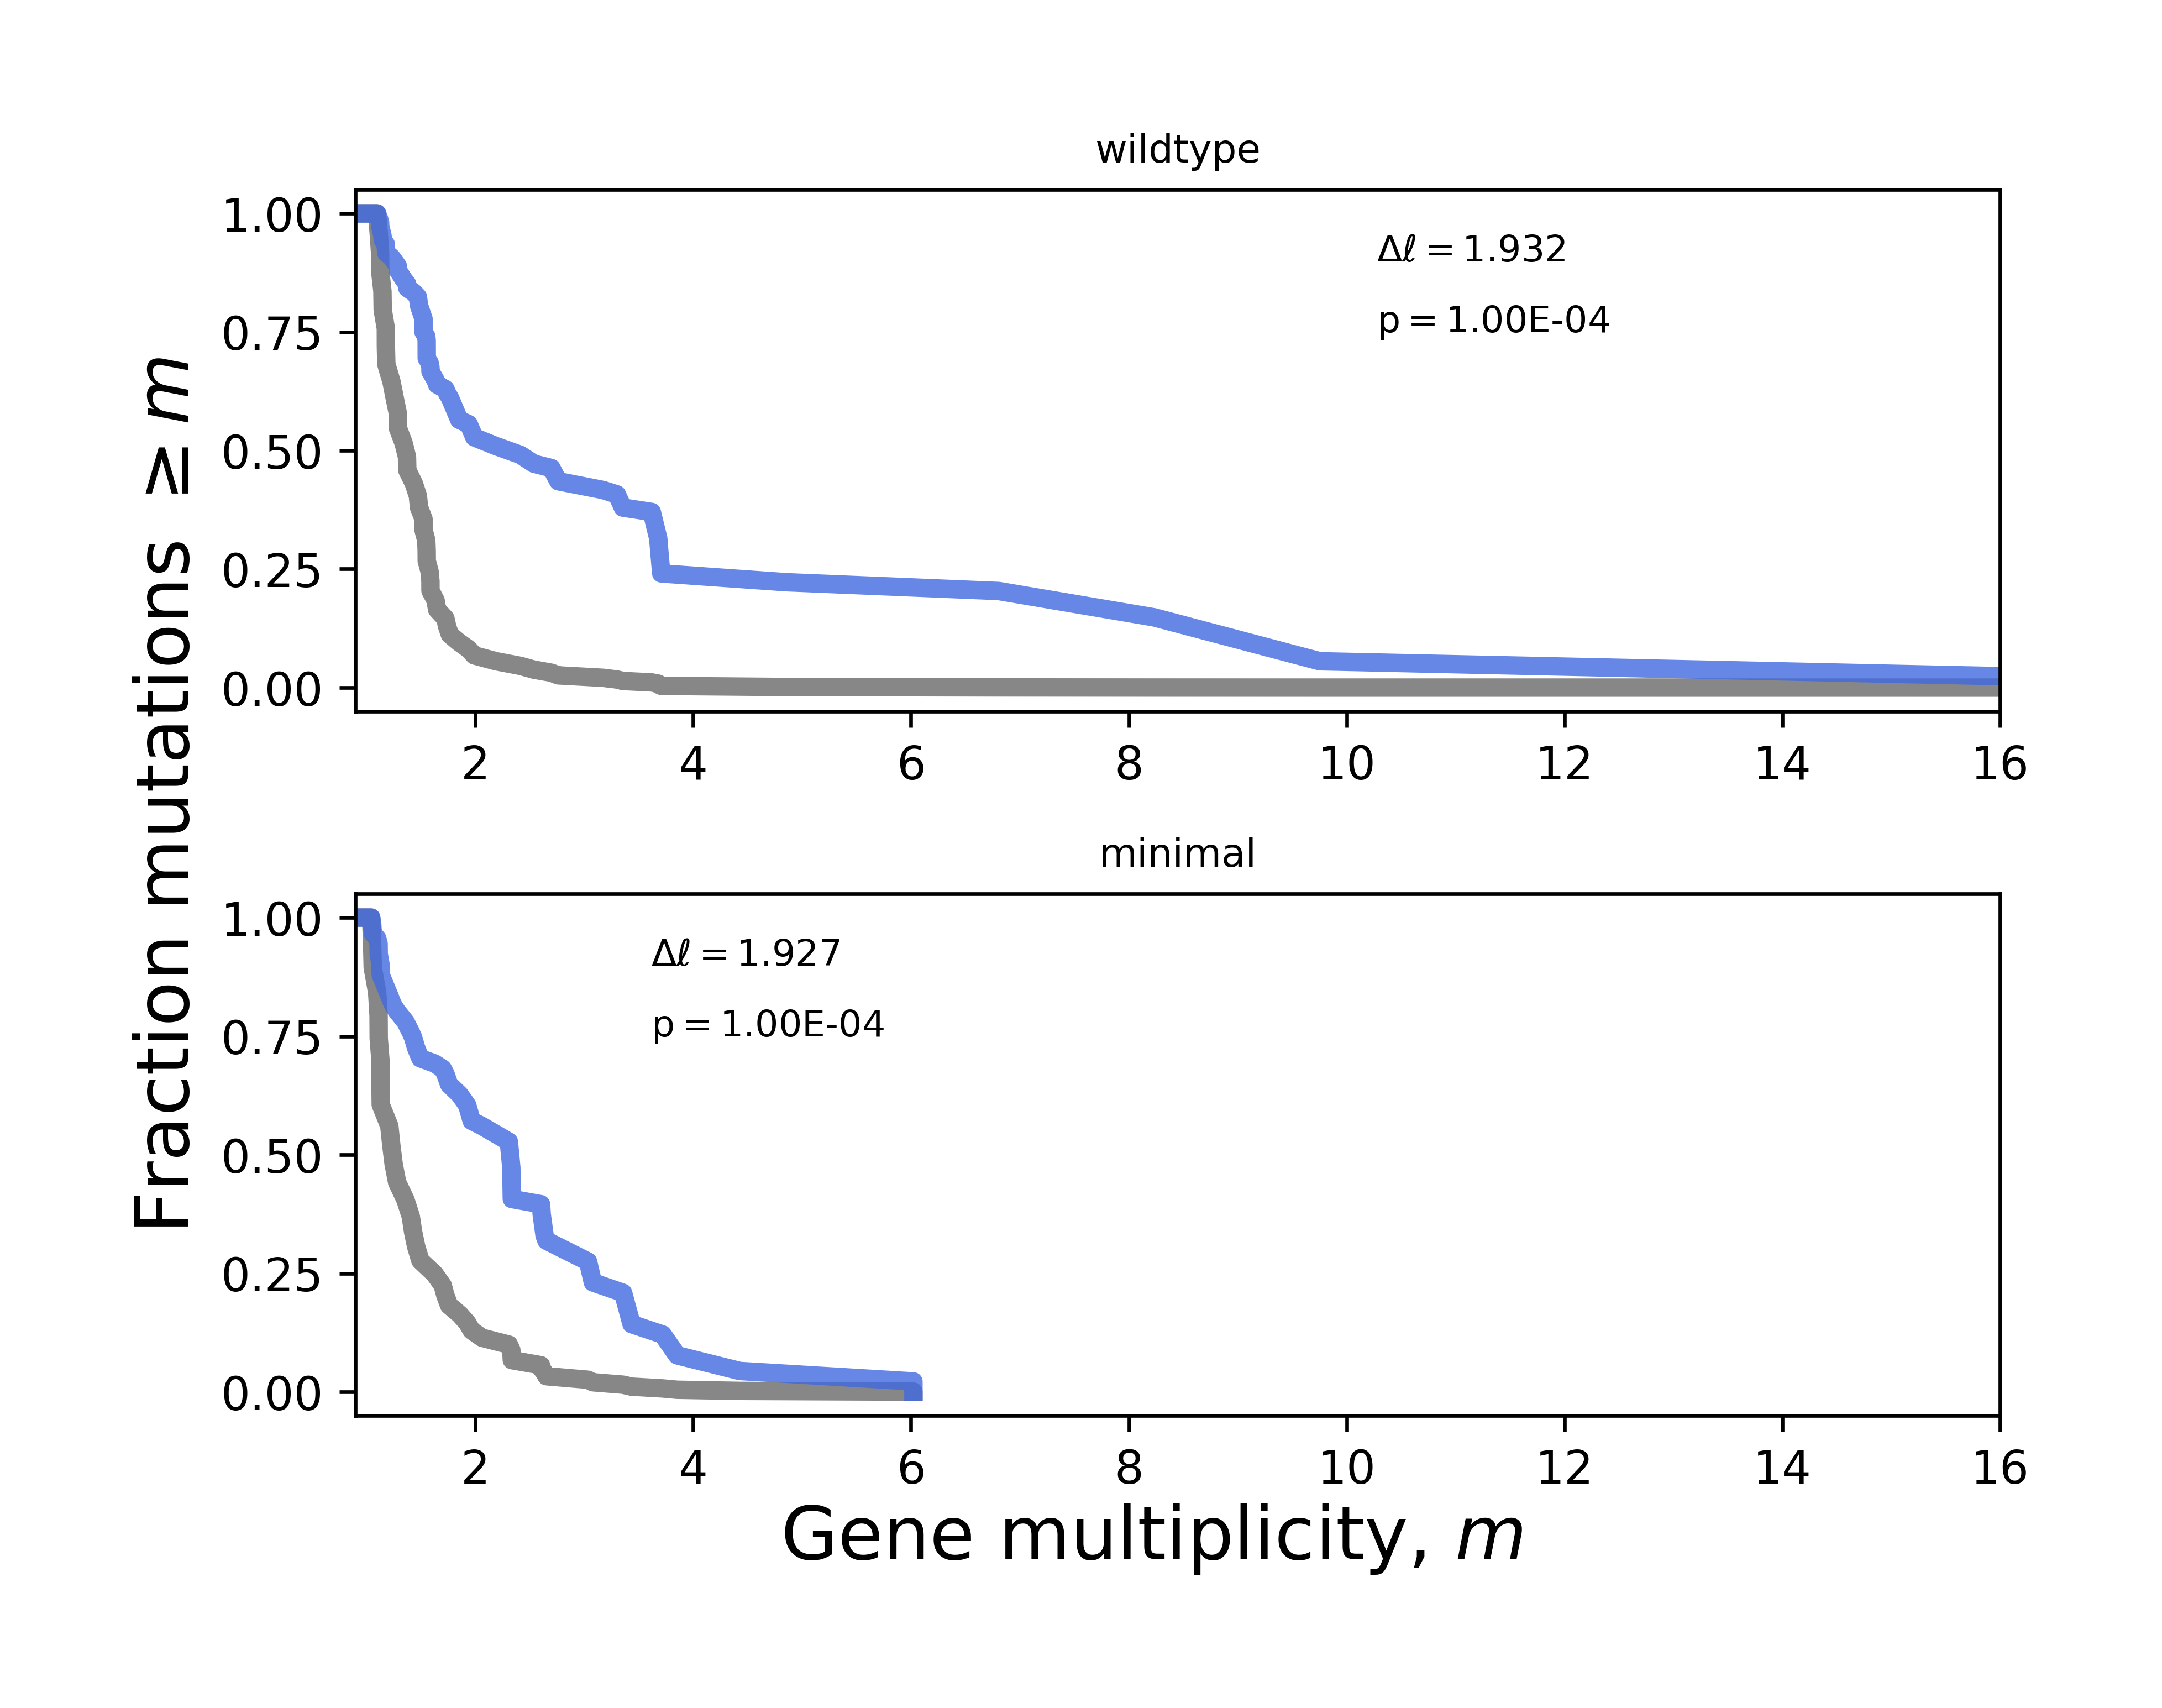 wildtype
Δℓ = 1.932
p = 1.00E-04
1.00
0.75
0.50
0.25
0.00
2 4 6 8 10 12 14 16
Fraction mutations ≥ m
minimal
Δℓ = 1.927
p = 1.00E-04
1.00
0.75
0.50
0.25
0.00
2 4 6 8 10 12 14 16
Gene multiplicity, m